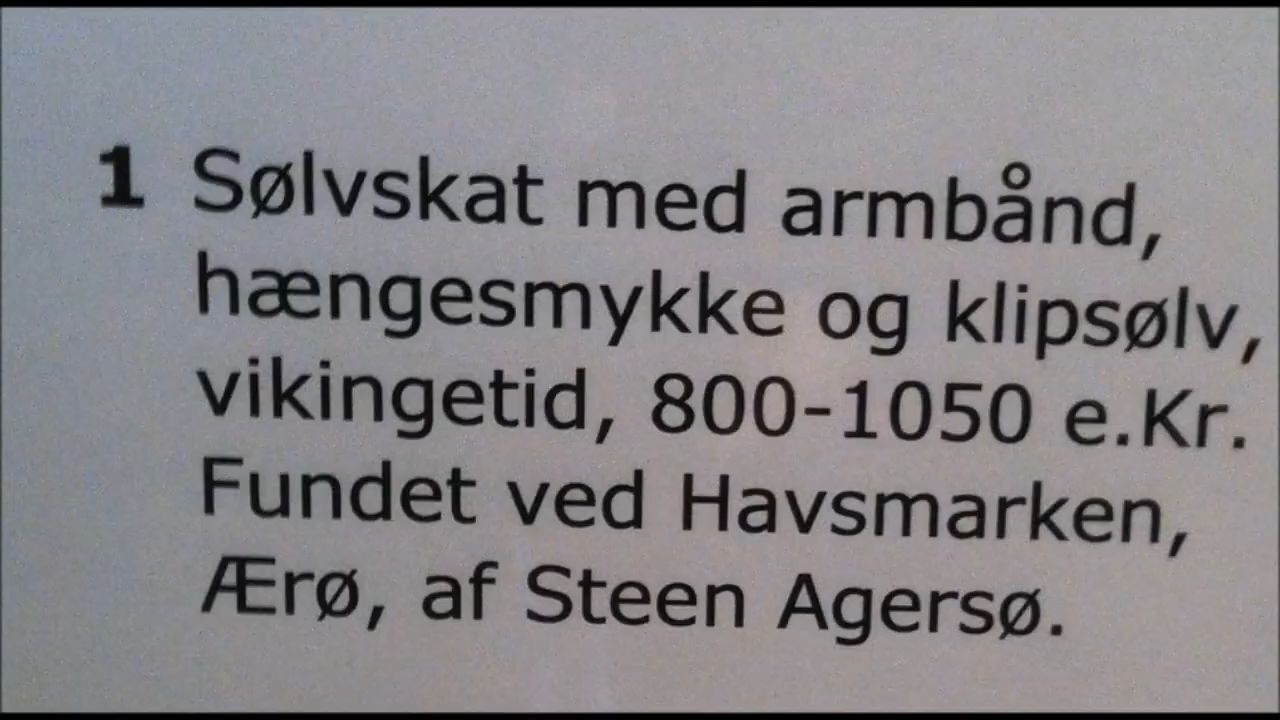 1 Sølvskat med armbånd,
hængesmykke og klipsølv,
vikingetid, 800-1050 e.Kr.
Fundet ved Havsmarken,
Ærø, af Steen Agersø.